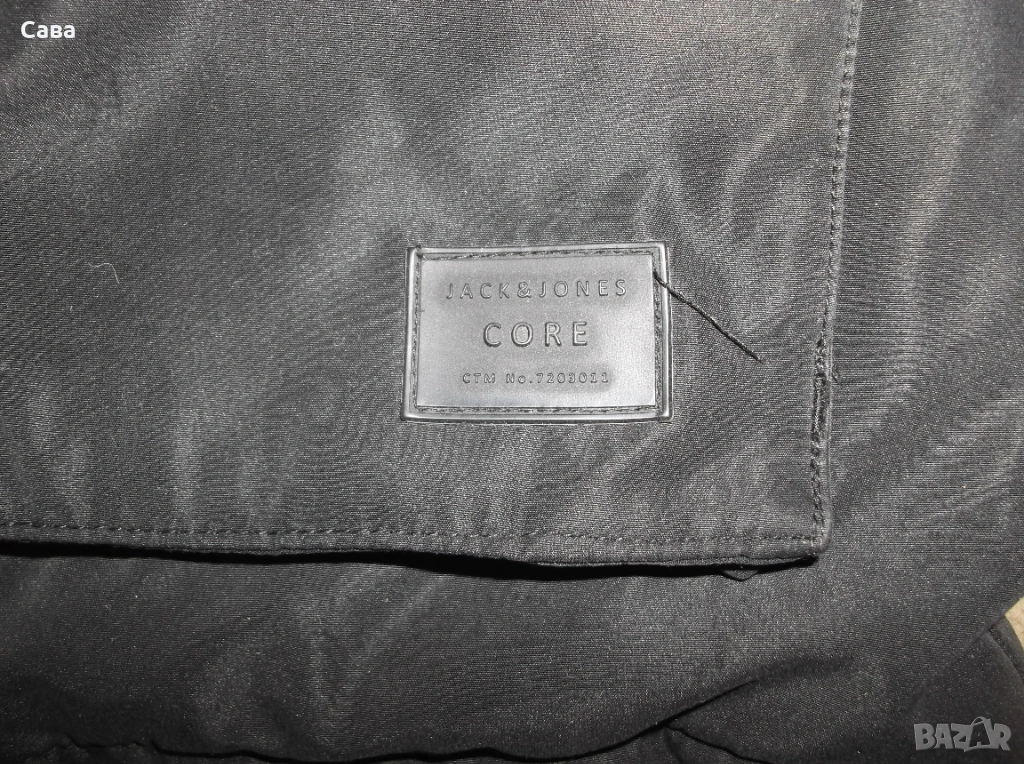 Сава
JACK&JONES
CORE
CTM No.7203011
BAZAR